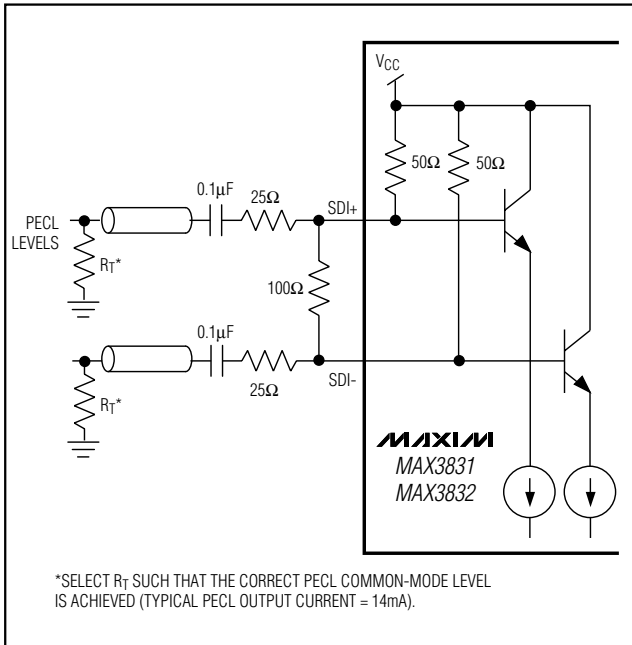 VCC
50Ω 50Ω
0.1µF 25Ω SDI+
PECL
LEVELS
RT*
100Ω
0.1µF
25Ω SDI-
RT*
MAXIM
MAX3831
MAX3832
*SELECT RT SUCH THAT THE CORRECT PECL COMMON-MODE LEVEL
IS ACHIEVED (TYPICAL PECL OUTPUT CURRENT = 14mA).